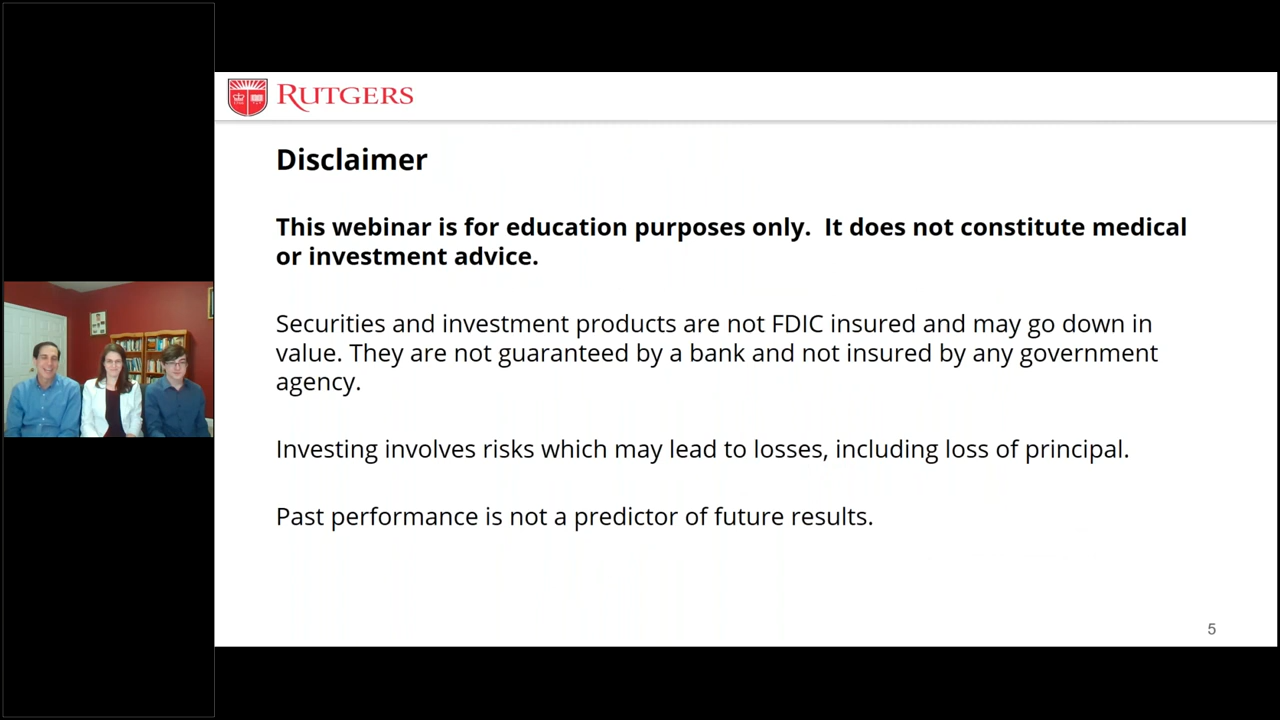 RUTGERS
Disclaimer
This webinar is for education purposes only.  It does not constitute medical
or investment advice.
Securities and investment products are not FDIC insured and may go down in
value. They are not guaranteed by a bank and not insured by any government
agency.
Investing involves risks which may lead to losses, including loss of principal.
Past performance is not a predictor of future results.
5